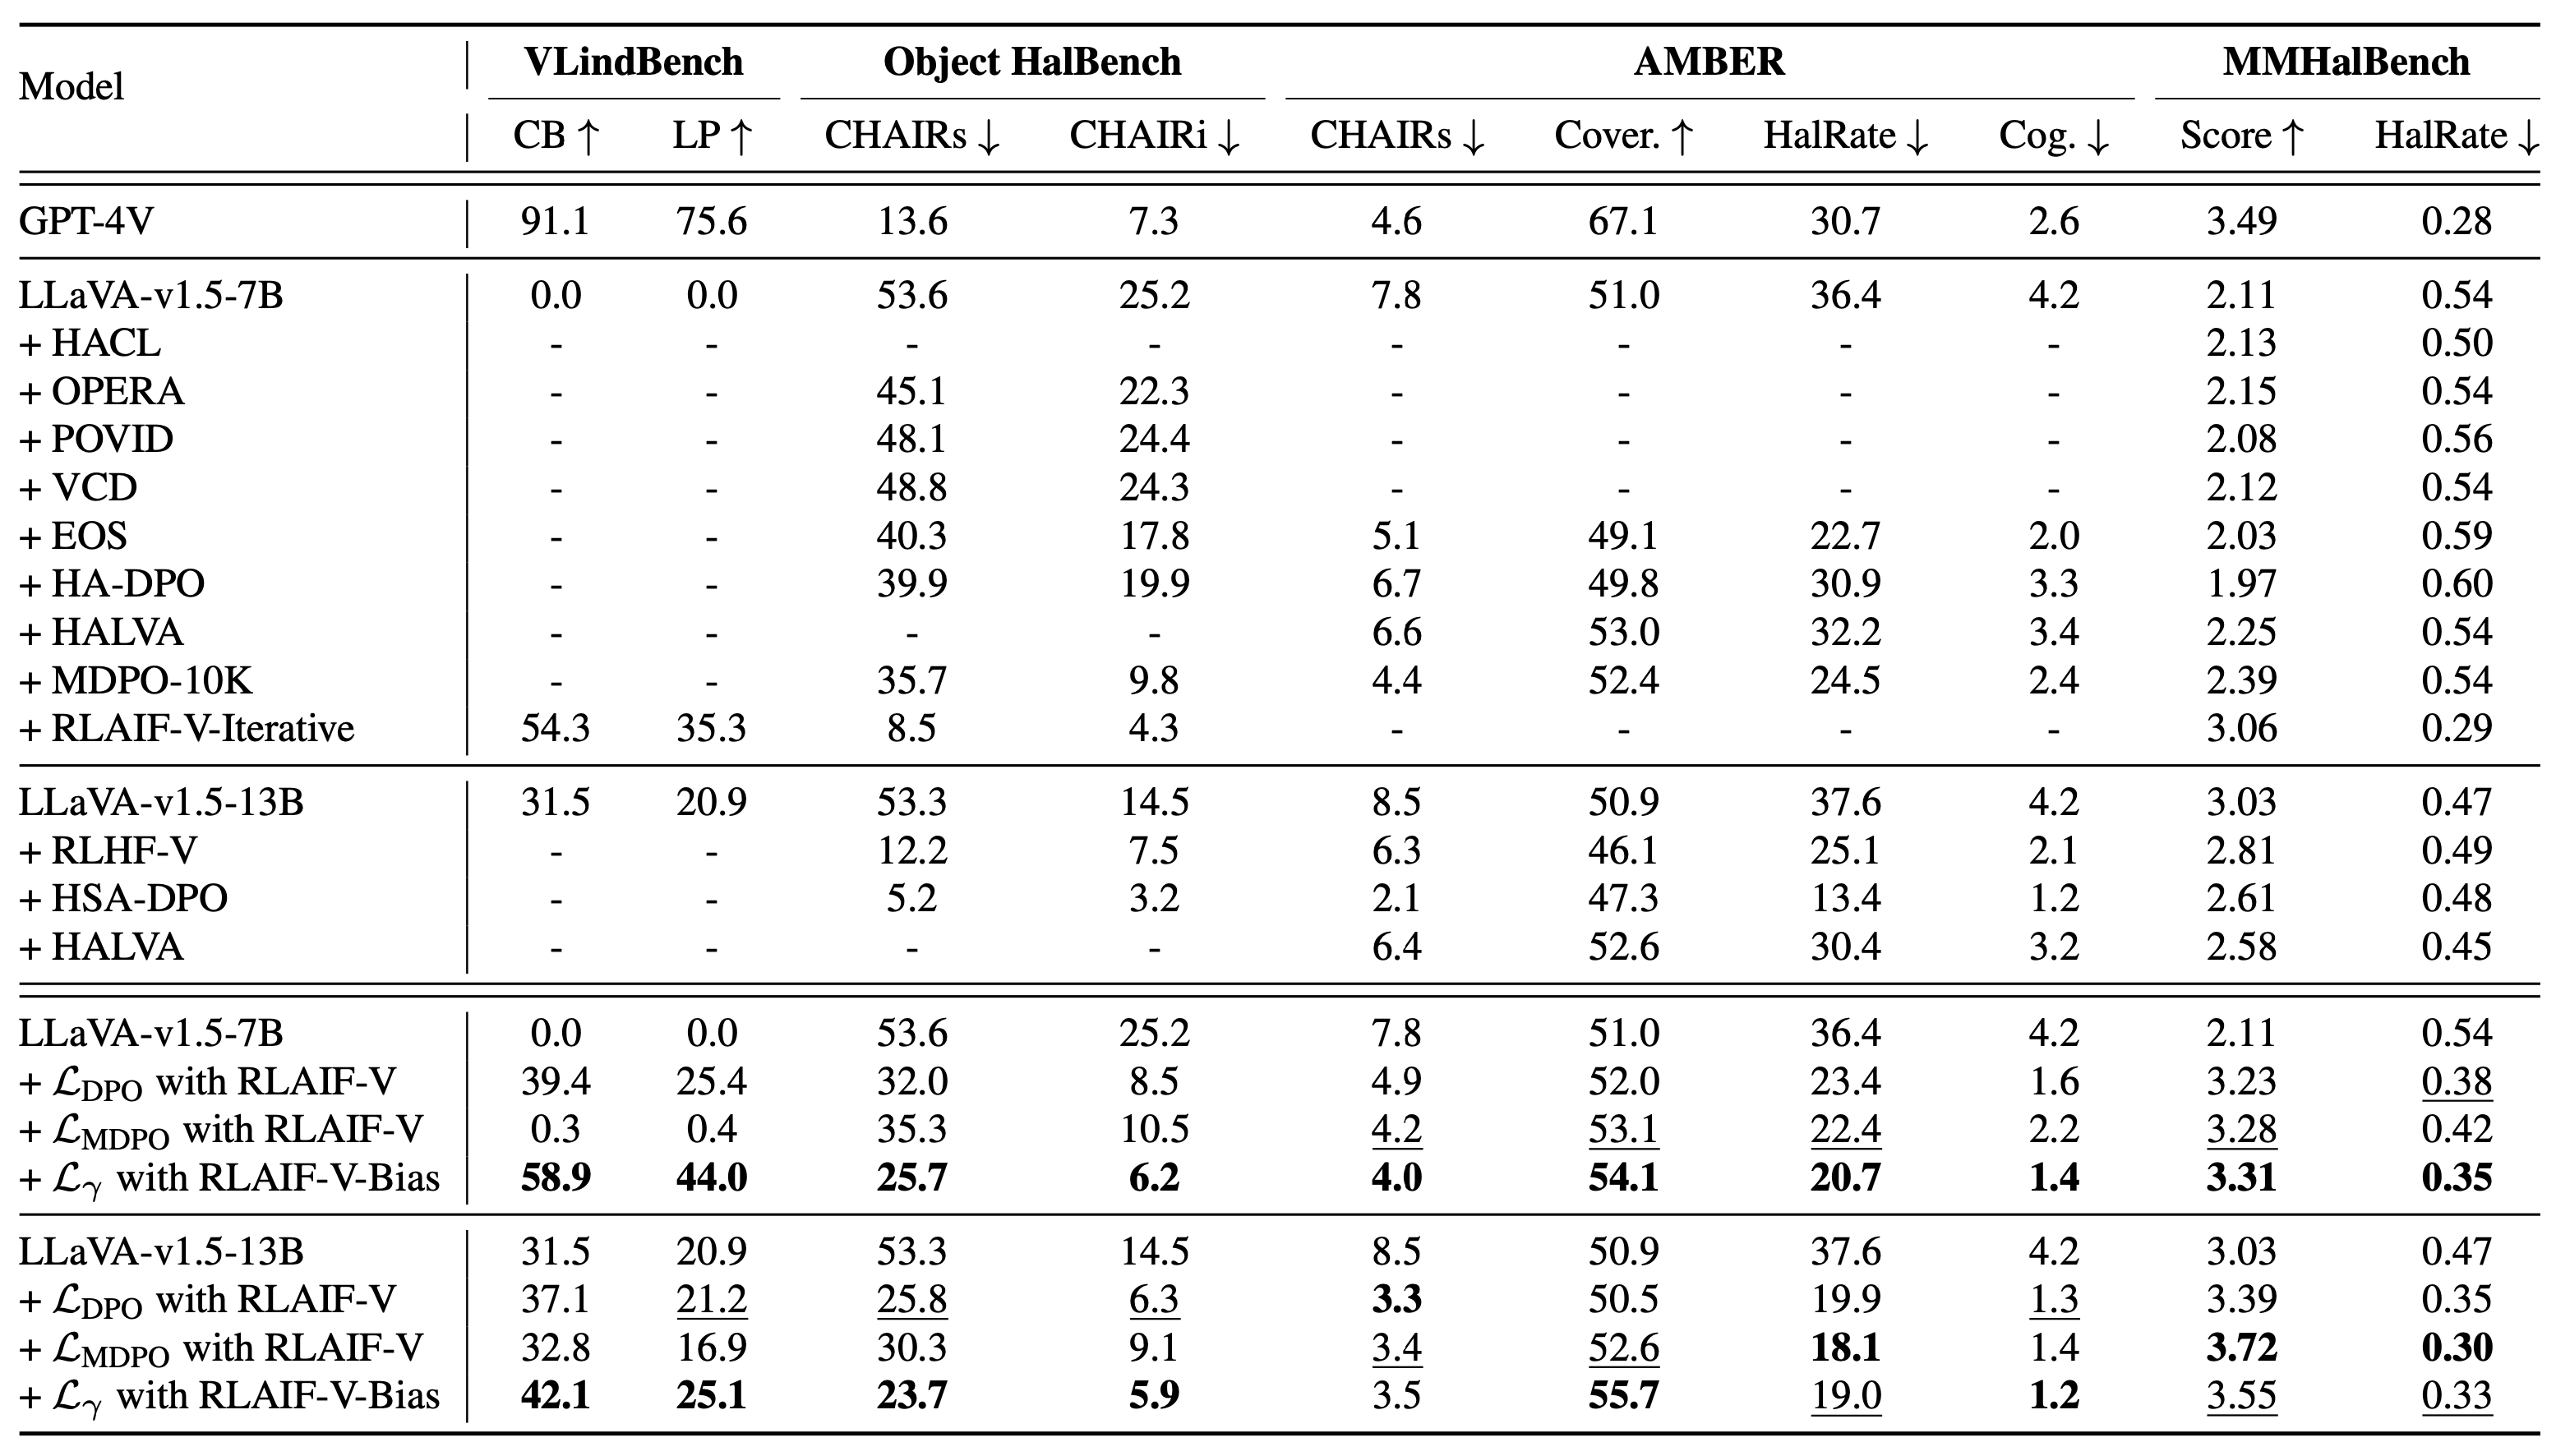 Model VLindBench Object HalBench AMBER MMHalBench
CB ↑ LP ↑ CHAIRs ↓ CHAIRi ↓ CHAIRs ↓ Cover. ↑ HalRate ↓ Cog. ↓ Score ↑ HalRate ↓
GPT-4V 91.1 75.6 13.6 7.3 4.6 67.1 30.7 2.6 3.49 0.28
LLaVA-v1.5-7B 0.0 0.0 53.6 25.2 7.8 51.0 36.4 4.2 2.11 0.54
+ HACL - - - - - - - - 2.13 0.50
+ OPERA - - 45.1 22.3 - - - - 2.15 0.54
+ POVID - - 48.1 24.4 - - - - 2.08 0.56
+ VCD - - 48.8 24.3 - - - - 2.12 0.54
+ EOS - - 40.3 17.8 5.1 49.1 22.7 2.0 2.03 0.59
+ HA-DPO - - 39.9 19.9 6.7 49.8 30.9 3.3 1.97 0.60
+ HALVA - - - - 6.6 53.0 32.2 3.4 2.25 0.54
+ MDPO-10K - - 35.7 9.8 4.4 52.4 24.5 2.4 2.39 0.54
+ RLAIF-V-Iterative 54.3 35.3 8.5 4.3 - - - - 3.06 0.29
LLaVA-v1.5-13B 31.5 20.9 53.3 14.5 8.5 50.9 37.6 4.2 3.03 0.47
+ RLHF-V - - 12.2 7.5 6.3 46.1 25.1 2.1 2.81 0.49
+ HSA-DPO - - 5.2 3.2 2.1 47.3 13.4 1.2 2.61 0.48
+ HALVA - - - - 6.4 52.6 30.4 3.2 2.58 0.45
LLaVA-v1.5-7B 0.0 0.0 53.6 25.2 7.8 51.0 36.4 4.2 2.11 0.54
+ ℒDPO with RLAIF-V 39.4 25.4 32.0 8.5 4.9 52.0 23.4 1.6 3.23 0.38
+ ℒMDPO with RLAIF-V 0.3 0.4 35.3 10.5 4.2 53.1 22.4 2.2 3.28 0.42
+ ℒγ with RLAIF-V-Bias 58.9 44.0 25.7 6.2 4.0 54.1 20.7 1.4 3.31 0.35
LLaVA-v1.5-13B 31.5 20.9 53.3 14.5 8.5 50.9 37.6 4.2 3.03 0.47
+ ℒDPO with RLAIF-V 37.1 21.2 25.8 6.3 3.3 50.5 19.9 1.3 3.39 0.35
+ ℒMDPO with RLAIF-V 32.8 16.9 30.3 9.1 3.4 52.6 18.1 1.4 3.72 0.30
+ ℒγ with RLAIF-V-Bias 42.1 25.1 23.7 5.9 3.5 55.7 19.0 1.2 3.55 0.33